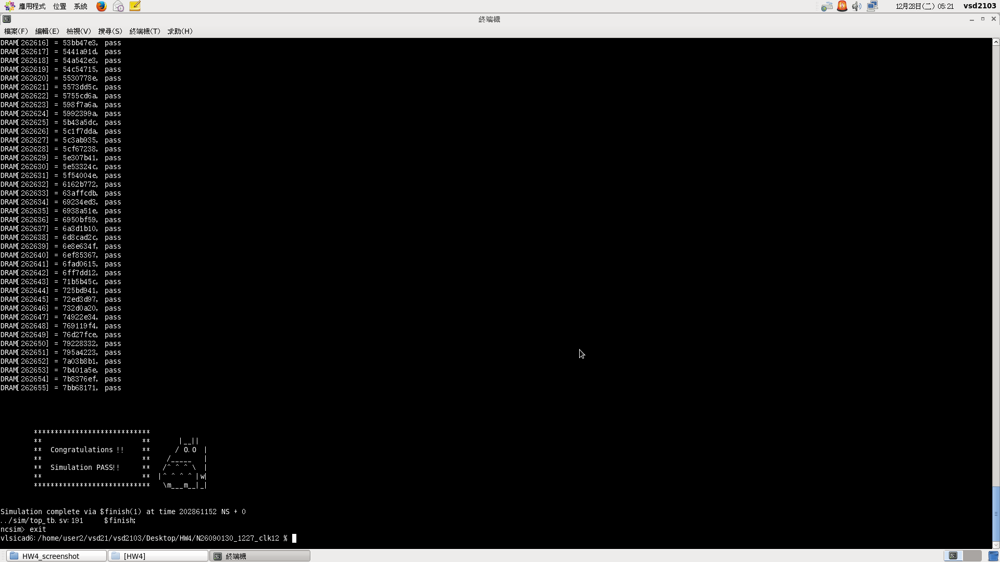 應用程式 位置 系統 12月28日(二) 05:21 vsd2103
終端機
檔案(F) 編輯(E) 檢視(V) 搜尋(S) 終端機(T) 求助(H)
DRAM[262616] = 53bb47e3, pass
DRAM[262617] = 5441a91d, pass
DRAM[262618] = 54a542e3, pass
DRAM[262619] = 54c54715, pass
DRAM[262620] = 5530778e, pass
DRAM[262621] = 5573dd5c, pass
DRAM[262622] = 5755cd6a, pass
DRAM[262623] = 598f7a6a, pass
DRAM[262624] = 5992399a, pass
DRAM[262625] = 5b43a5dc, pass
DRAM[262626] = 5c1f7dda, pass
DRAM[262627] = 5c3ab935, pass
DRAM[262628] = 5cf67238, pass
DRAM[262629] = 5e307b41, pass
DRAM[262630] = 5e53324c, pass
DRAM[262631] = 5f54004e, pass
DRAM[262632] = 6162b772, pass
DRAM[262633] = 63affcdb, pass
DRAM[262634] = 69234ed3, pass
DRAM[262635] = 6938a51e, pass
DRAM[262636] = 6950bf59, pass
DRAM[262637] = 6a3d1b10, pass
DRAM[262638] = 6d8cad2c, pass
DRAM[262639] = 6e8e634f, pass
DRAM[262640] = 6ef85367, pass
DRAM[262641] = 6fad0615, pass
DRAM[262642] = 6ff7dd12, pass
DRAM[262643] = 71b5b45c, pass
DRAM[262644] = 725bd941, pass
DRAM[262645] = 72ed3d97, pass
DRAM[262646] = 732d0a20, pass
DRAM[262647] = 74922e34, pass
DRAM[262648] = 769119f4, pass
DRAM[262649] = 76d27fce, pass
DRAM[262650] = 79228332, pass
DRAM[262651] = 795a4223, pass
DRAM[262652] = 7a03b8b1, pass
DRAM[262653] = 7b401a5e, pass
DRAM[262654] = 7b8376ef, pass
DRAM[262655] = 7bb68171, pass
****************************
**                        **       |__||
**  Congratulations !!    **      / O.O  |
**                        **    /_____   |
**  Simulation PASS!!     **   /^ ^ ^ \  |
**                        **  |^ ^ ^ ^ |w|
****************************   \m___m__|_|
Simulation complete via $finish(1) at time 202861152 NS + 0
../sim/top_tb.sv:191     $finish;
ncsim> exit
vlsicad6:/home/user2/vsd21/vsd2103/Desktop/HW4/N26090130_1227_clk12 %
HW4_screenshot [HW4] 終端機